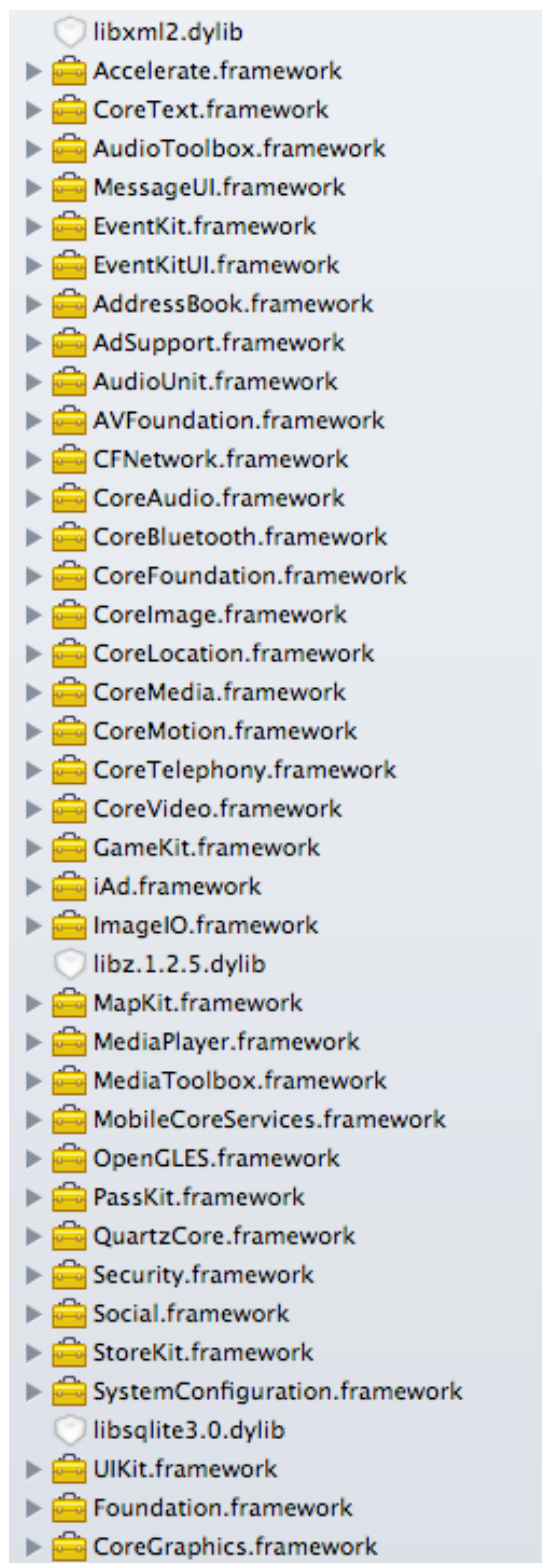 libxml2.dylib
Accelerate.framework
CoreText.framework
AudioToolbox.framework
MessageUI.framework
EventKit.framework
EventKitUI.framework
AddressBook.framework
AdSupport.framework
AudioUnit.framework
AVFoundation.framework
CFNetwork.framework
CoreAudio.framework
CoreBluetooth.framework
CoreFoundation.framework
CoreImage.framework
CoreLocation.framework
CoreMedia.framework
CoreMotion.framework
CoreTelephony.framework
CoreVideo.framework
GameKit.framework
iAd.framework
ImageIO.framework
libz.1.2.5.dylib
MapKit.framework
MediaPlayer.framework
MediaToolbox.framework
MobileCoreServices.framework
OpenGLES.framework
PassKit.framework
QuartzCore.framework
Security.framework
Social.framework
StoreKit.framework
SystemConfiguration.framework
libsqlite3.0.dylib
UIKit.framework
Foundation.framework
CoreGraphics.framework